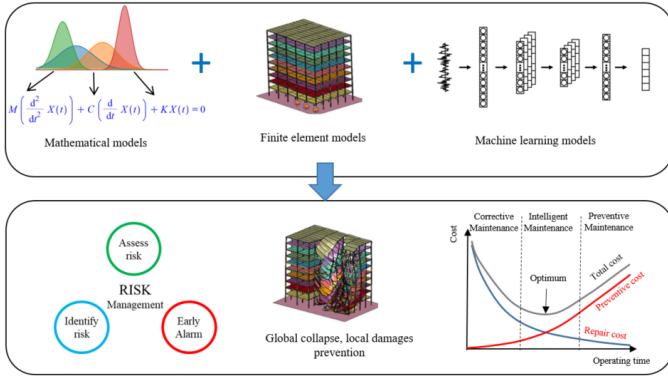 M(d²/dt² X(t)) + C(d/dt X(t)) + KX(t) = 0
Mathematical models
+
Finite element models
+
Machine learning models
Assess
risk
RISK
Management
Identify
risk
Early
Alarm
Global collapse, local damages
prevention
Corrective
Maintenance
Intelligent
Maintenance
Preventive
Maintenance
Cost
Optimum
Total cost
Preventive cost
Repair cost
Operating time